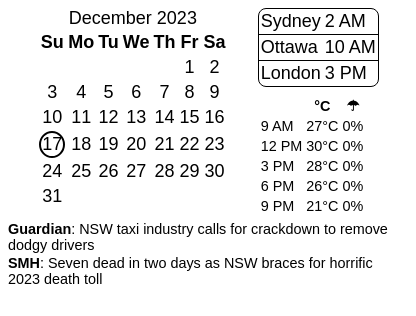 December 2023
Su Mo Tu We Th Fr Sa
1 2
3 4 5 6 7 8 9
10 11 12 13 14 15 16
17 18 19 20 21 22 23
24 25 26 27 28 29 30
31
Sydney 2 AM
Ottawa 10 AM
London 3 PM
°C ☂
9 AM 27°C 0%
12 PM 30°C 0%
3 PM 28°C 0%
6 PM 26°C 0%
9 PM 21°C 0%
Guardian: NSW taxi industry calls for crackdown to remove
dodgy drivers
SMH: Seven dead in two days as NSW braces for horrific
2023 death toll